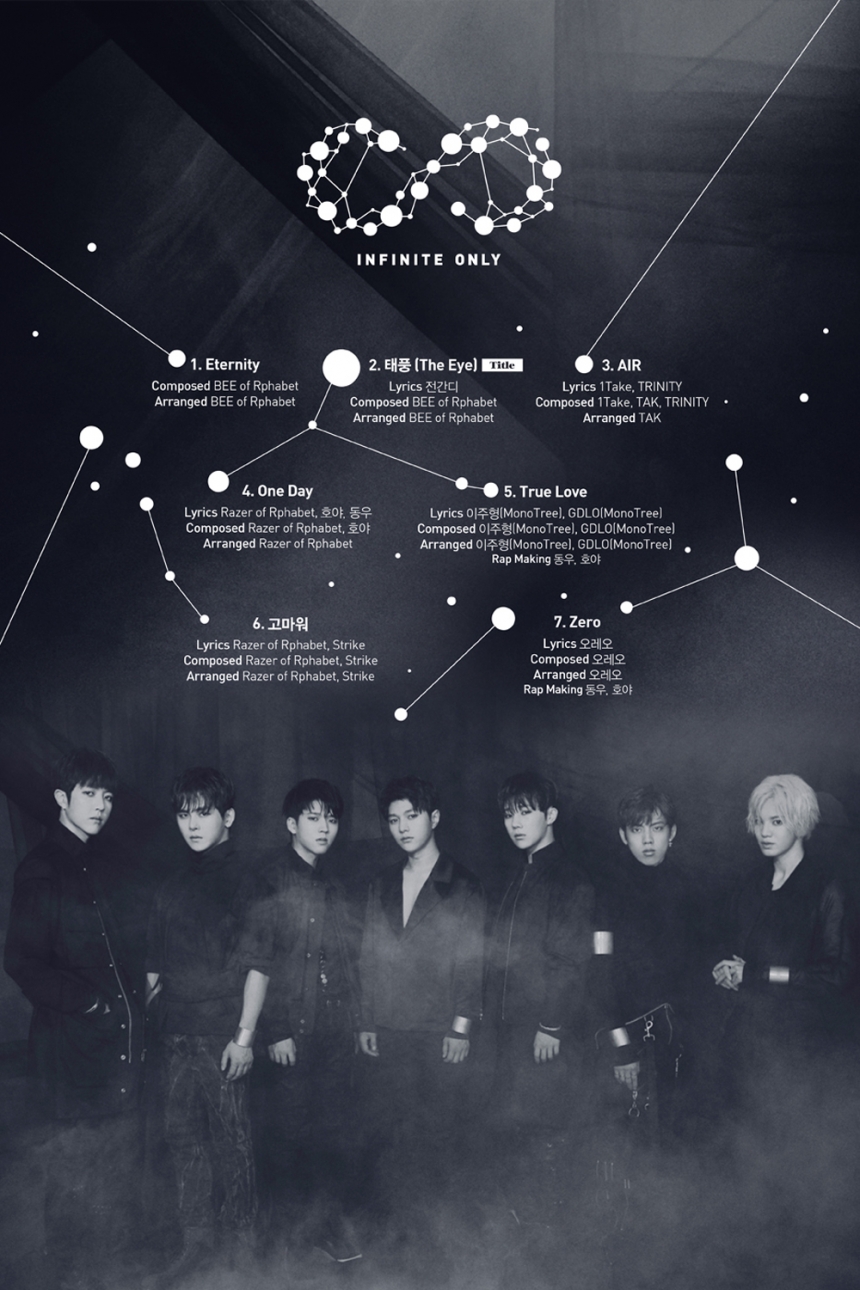 INFINITE ONLY
1. Eternity
Composed BEE of Rphabet
Arranged BEE of Rphabet
2. 태풍 (The Eye) Title
Lyrics 전간디
Composed BEE of Rphabet
Arranged BEE of Rphabet
3. AIR
Lyrics 1Take, TRINITY
Composed 1Take, TAK, TRINITY
Arranged TAK
4. One Day
Lyrics Razer of Rphabet, 호야, 동우
Composed Razer of Rphabet, 호야
Arranged Razer of Rphabet
5. True Love
Lyrics 이주형(MonoTree), GDLO(MonoTree)
Composed 이주형(MonoTree), GDLO(MonoTree)
Arranged 이주형(MonoTree), GDLO(MonoTree)
Rap Making 동우, 호야
6. 고마워
Lyrics Razer of Rphabet, Strike
Composed Razer of Rphabet, Strike
Arranged Razer of Rphabet, Strike
7. Zero
Lyrics 오레오
Composed 오레오
Arranged 오레오
Rap Making 동우, 호야